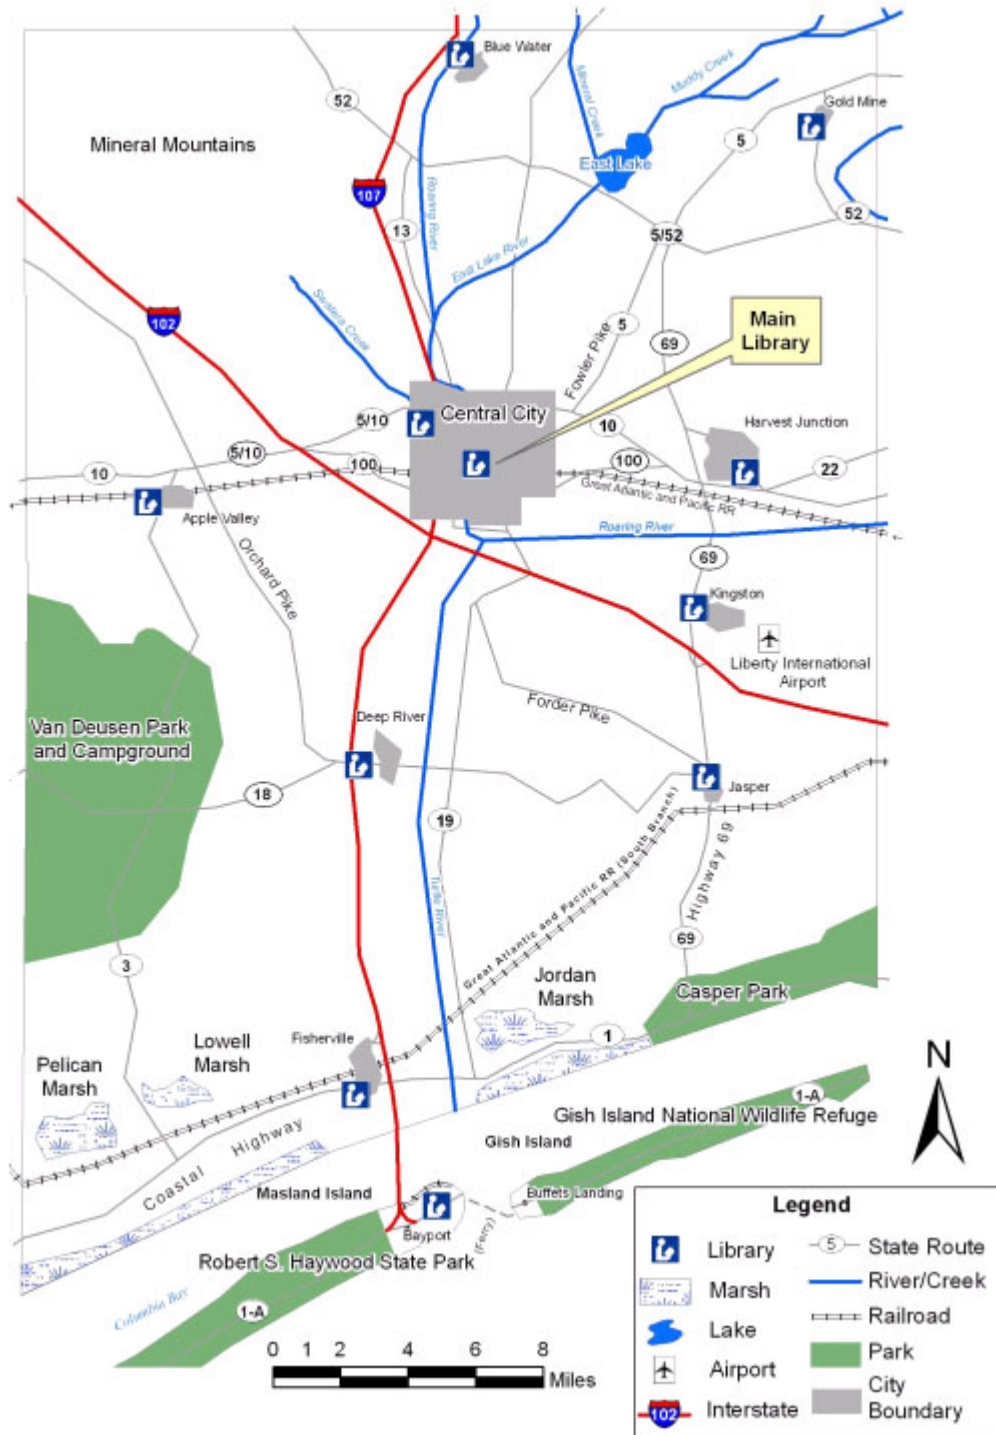 Blue Water
52
Mineral Creek
Muddy Creek
Gold Mine
5
Mineral Mountains
East Lake
107
Roaring River
13
52
5/52
East Lake River
Swatara Creek
102
Main
Library
5
Fowler Pike
69
5/10
Central City
10
Harvest Junction
5/10
10
100
100
22
Great Atlantic and Pacific RR
Apple Valley
Roaring River
Orchard Pike
69
Kingston
Liberty International
Airport
Van Deusen Park
and Campground
Deep River
Forder Pike
18
Jasper
19
Great Atlantic and Pacific RR (South Branch)
Highway 69
Turtle River
69
3
Jordan
Marsh
Casper Park
Fisherville
1
Lowell
Marsh
Pelican
Marsh
N
1-A
Gish Island National Wildlife Refuge
Coastal Highway
Gish Island
Masland Island
Buffets Landing
(Ferry)
Bayport
Robert S. Haywood State Park
Columbia Bay
1-A
0 1 2 4 6 8
Miles
Legend
Library
5 State Route
Marsh
River/Creek
Lake
Railroad
Airport
Park
102 Interstate
City
Boundary